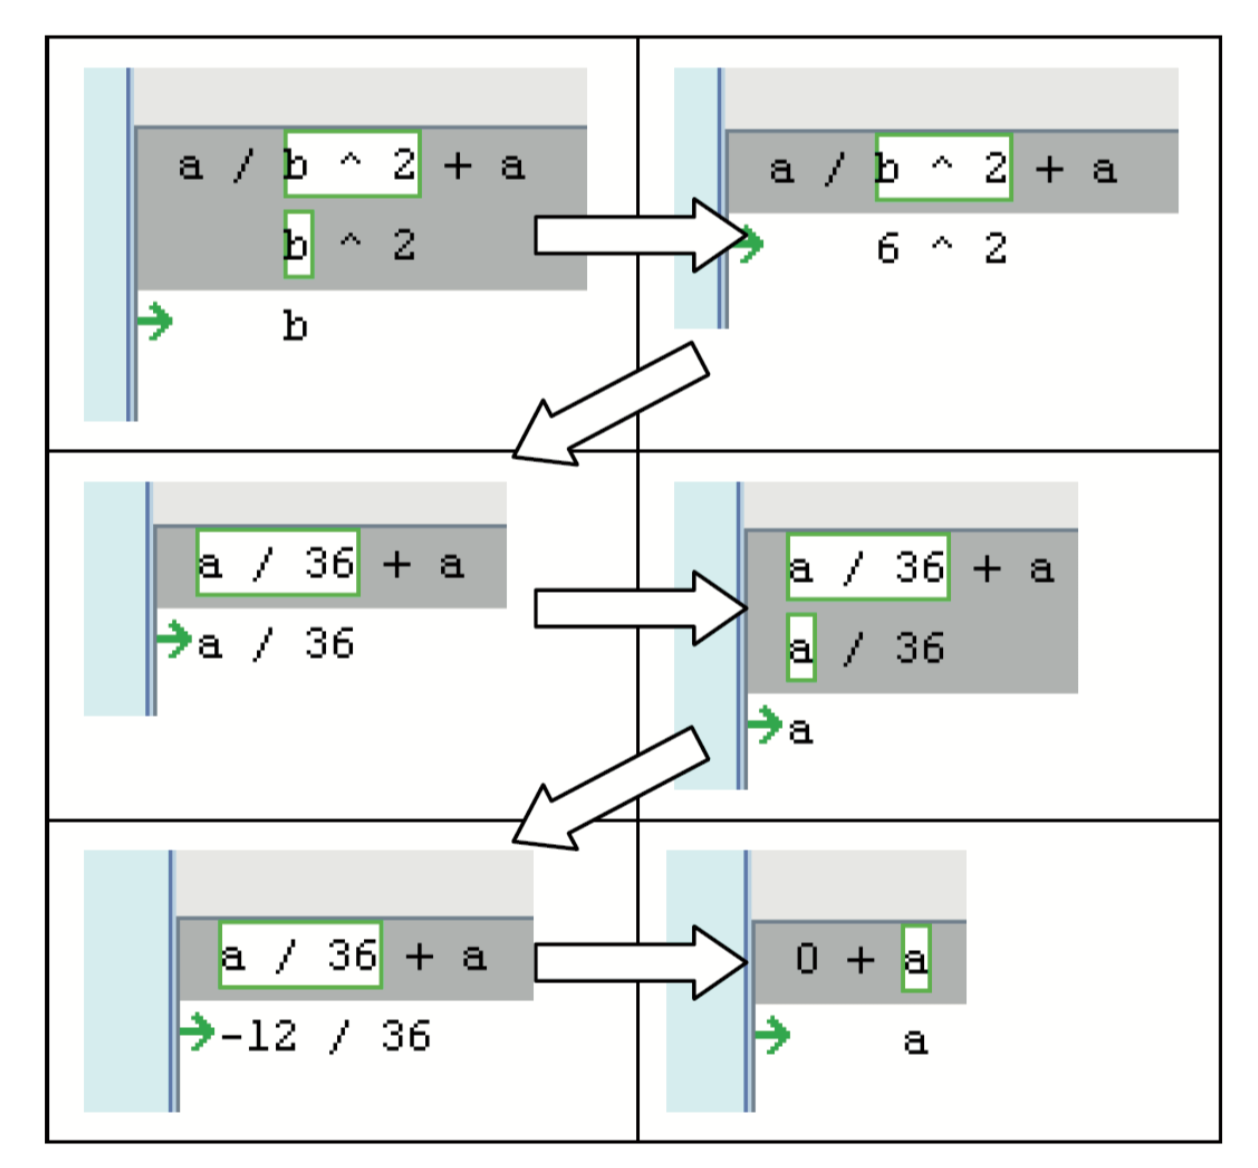 a / b ^ 2 + a
b ^ 2
b
a / b ^ 2 + a
6 ^ 2
a / 36 + a
a / 36
a / 36 + a
a / 36
a
a / 36 + a
-12 / 36
0 + a
a